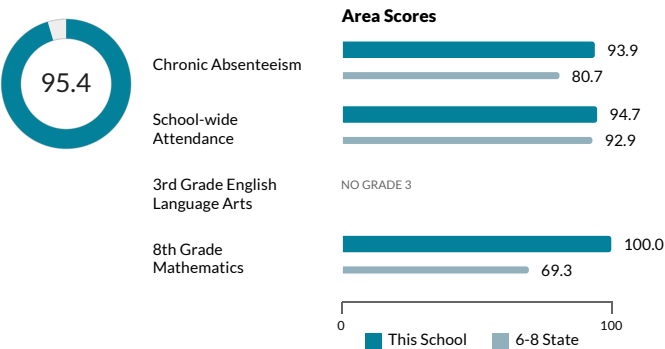 Area Scores
95.4
Chronic Absenteeism
93.9
80.7
School-wide
Attendance
94.7
92.9
3rd Grade English
Language Arts
NO GRADE 3
8th Grade
Mathematics
100.0
69.3
0
100
This School
6-8 State